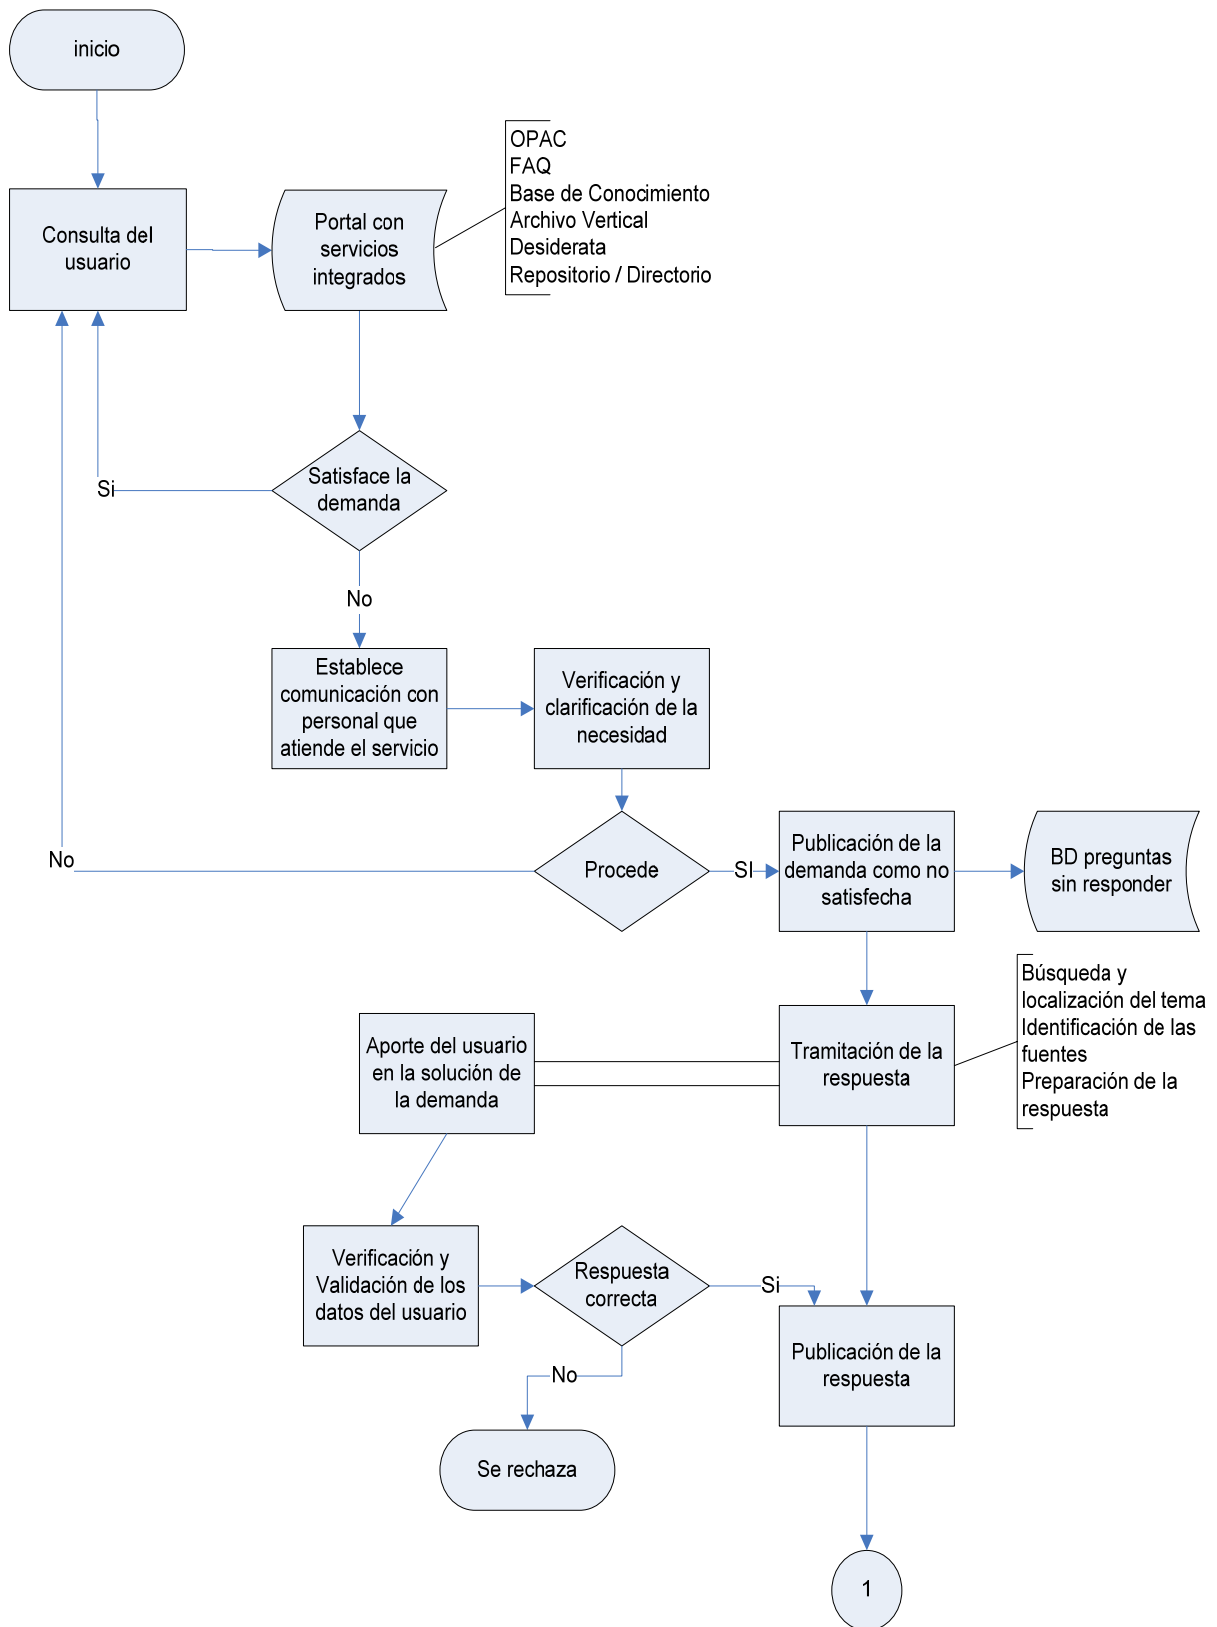 inicio
OPAC
FAQ
Base de Conocimiento
Archivo Vertical
Desiderata
Repositorio / Directorio
Consulta del
usuario
Portal con
servicios
integrados
Satisface la
demanda
Si
No
Establece
comunicación con
personal que
atiende el servicio
Verificación y
clarificación de la
necesidad
No
Procede
SI
Publicación de la
demanda como no
satisfecha
BD preguntas
sin responder
Búsqueda y
localización del tema
Identificación de las
fuentes
Preparación de la
respuesta
Aporte del usuario
en la solución de
la demanda
Tramitación de la
respuesta
Verificación y
Validación de los
datos del usuario
Respuesta
correcta
Si
Publicación de la
respuesta
No
Se rechaza
1